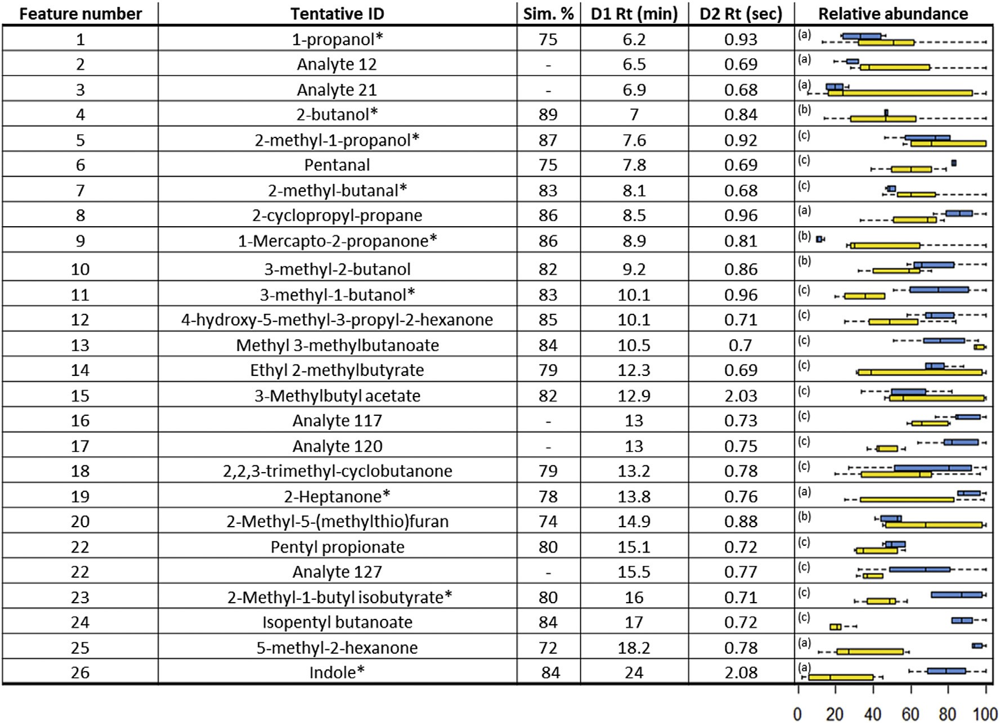 Feature number Tentative ID Sim. % D1 Rt (min) D2 Rt (sec) Relative abundance
1 1-propanol* 75 6.2 0.93 (a)
2 Analyte 12 - 6.5 0.69 (a)
3 Analyte 21 - 6.9 0.68 (a)
4 2-butanol* 89 7 0.84 (b)
5 2-methyl-1-propanol* 87 7.6 0.92 (c)
6 Pentanal 75 7.8 0.69 (c)
7 2-methyl-butanal* 83 8.1 0.68 (c)
8 2-cyclopropyl-propane 86 8.5 0.96 (a)
9 1-Mercapto-2-propanone* 86 8.9 0.81 (b)
10 3-methyl-2-butanol 82 9.2 0.86 (b)
11 3-methyl-1-butanol* 83 10.1 0.96 (c)
12 4-hydroxy-5-methyl-3-propyl-2-hexanone 85 10.1 0.71 (c)
13 Methyl 3-methylbutanoate 84 10.5 0.7 (c)
14 Ethyl 2-methylbutyrate 79 12.3 0.69 (c)
15 3-Methylbutyl acetate 82 12.9 2.03 (c)
16 Analyte 117 - 13 0.73 (c)
17 Analyte 120 - 13 0.75 (c)
18 2,2,3-trimethyl-cyclobutanone 79 13.2 0.78 (c)
19 2-Heptanone* 78 13.8 0.76 (a)
20 2-Methyl-5-(methylthio)furan 74 14.9 0.88 (b)
22 Pentyl propionate 80 15.1 0.72 (c)
22 Analyte 127 - 15.5 0.77 (c)
23 2-Methyl-1-butyl isobutyrate* 80 16 0.71 (c)
24 Isopentyl butanoate 84 17 0.72 (c)
25 5-methyl-2-hexanone 72 18.2 0.78 (a)
26 Indole* 84 24 2.08 (a)
0 20 40 60 80 100